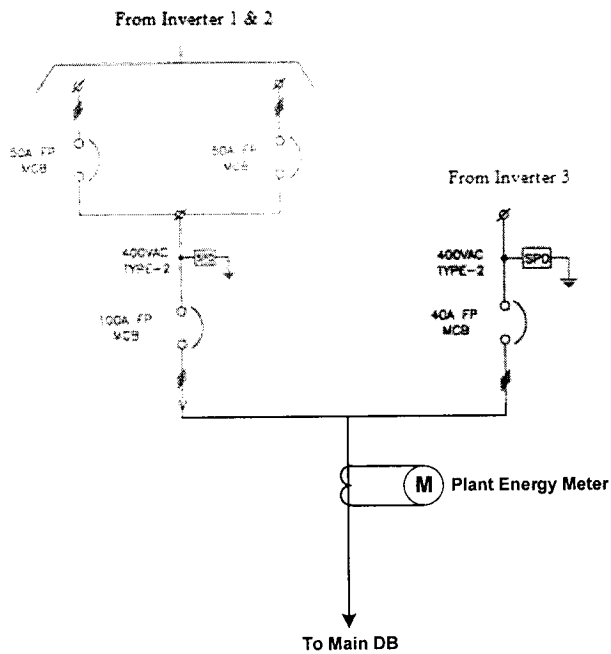 From Inverter 1 & 2
50A FP
MCB
50A FP
MCB
From Inverter 3
400VAC
TYPE-2
SPD
400VAC
TYPE-2
SPD
100A FP
MCB
40A FP
MCB
M
Plant Energy Meter
To Main DB